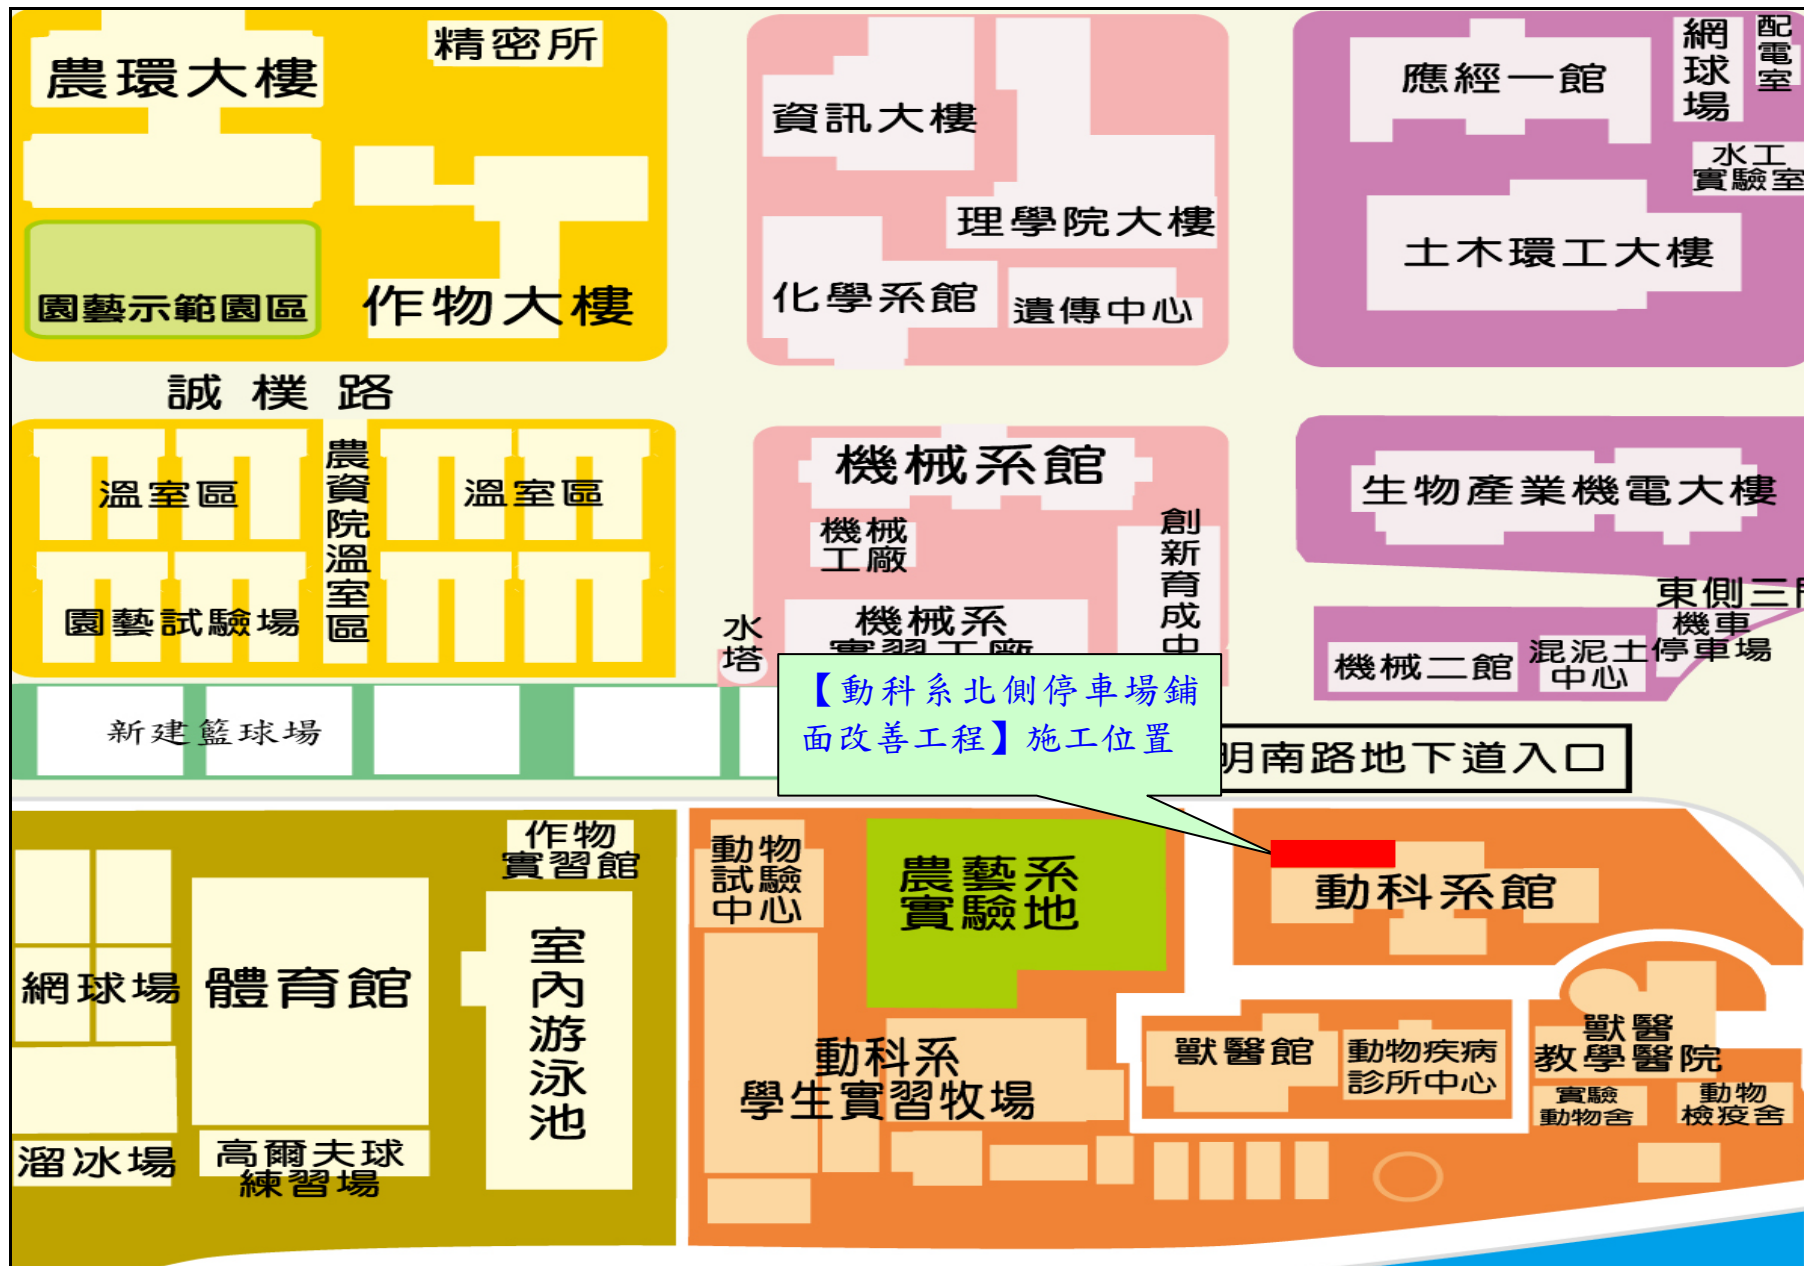 農環大樓
精密所
園藝示範園區
作物大樓
資訊大樓
理學院大樓
化學系館
遺傳中心
應經一館
網球場
配電室
水工
實驗室
土木環工大樓
誠樸路
溫室區
農資院溫室區
溫室區
園藝試驗場
機械系館
機械
工廠
創新育成中
機械系
實習工廠
水塔
生物產業機電大樓
東側三門
機車
停車場
機械二館
混泥土
中心
新建籃球場
【動科系北側停車場鋪
面改善工程】施工位置
明南路地下道入口
作物
實習館
網球場
體育館
室內游泳池
溜冰場
高爾夫球
練習場
動物
試驗
中心
農藝系
實驗地
動科系館
動科系
學生實習牧場
獸醫館
動物疾病
診所中心
獸醫
教學醫院
實驗
動物舍
動物
檢疫舍